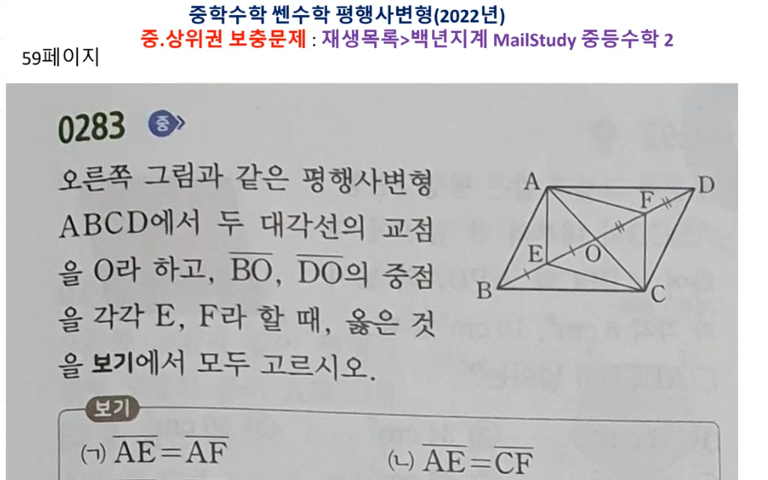 중학수학 쎈수학 평행사변형(2022년)
중.상위권 보충문제 : 재생목록>백년지계 MailStudy 중등수학 2
59페이지
0283 중
오른쪽 그림과 같은 평행사변형
ABCD에서 두 대각선의 교점
을 O라 하고, BO, DO의 중점
을 각각 E, F라 할 때, 옳은 것
을 보기에서 모두 고르시오.
A D F E O B C
보기
(ㄱ) AE=AF (ㄴ) AE=CF